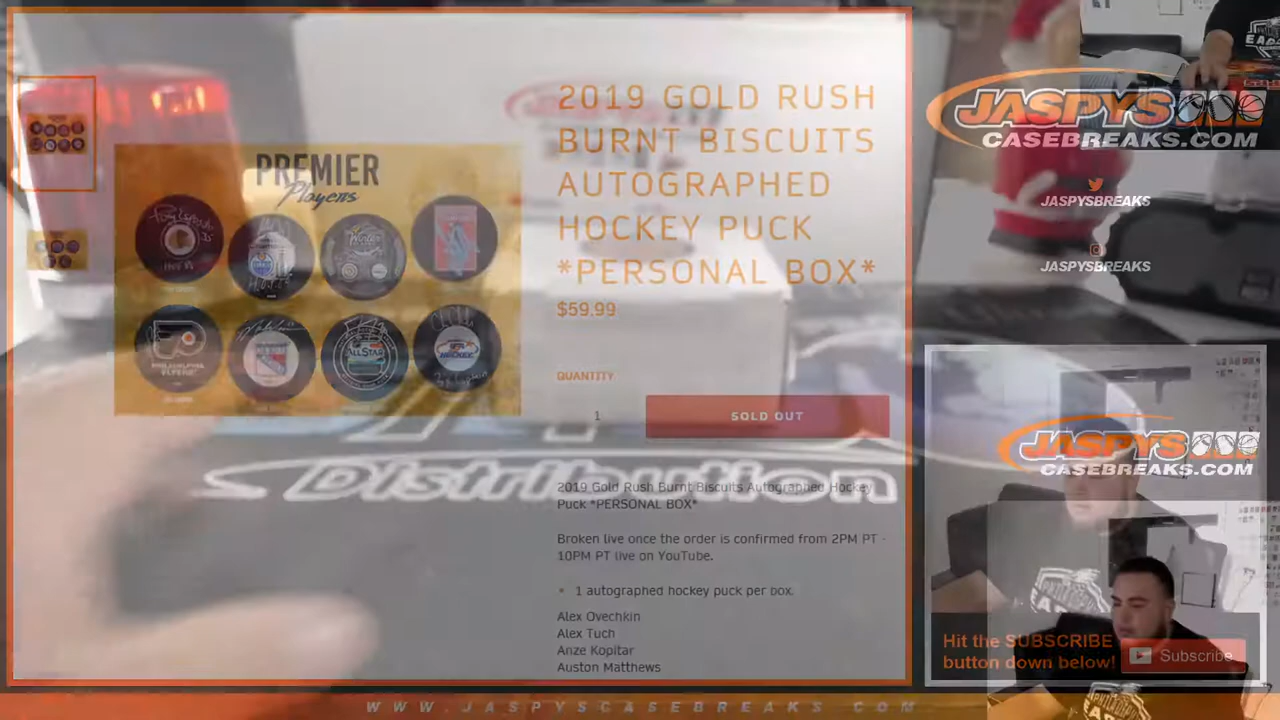 2019 GOLD RUSH
BURNT BISCUITS
AUTOGRAPHED
HOCKEY PUCK
*PERSONAL BOX*
$59.99
QUANTITY
1
SOLD OUT
2019 Gold Rush Burnt Biscuits Autographed Hockey
Puck *PERSONAL BOX*
Broken live once the order is confirmed from 2PM PT -
10PM PT live on YouTube.
1 autographed hockey puck per box.
Alex Ovechkin
Alex Tuch
Anze Kopitar
Auston Matthews
PREMIER
Players
PHILADELPHIA
FLYERS
ALLSTAR
Distribution
JASPYS
CASEBREAKS.COM
JASPYSBREAKS
JASPYSBREAKS
JASPYS
CASEBREAKS.COM
Hit the SUBSCRIBE
button down below!
Subscribe
WWW.JASPYSCASEBREAKS.COM